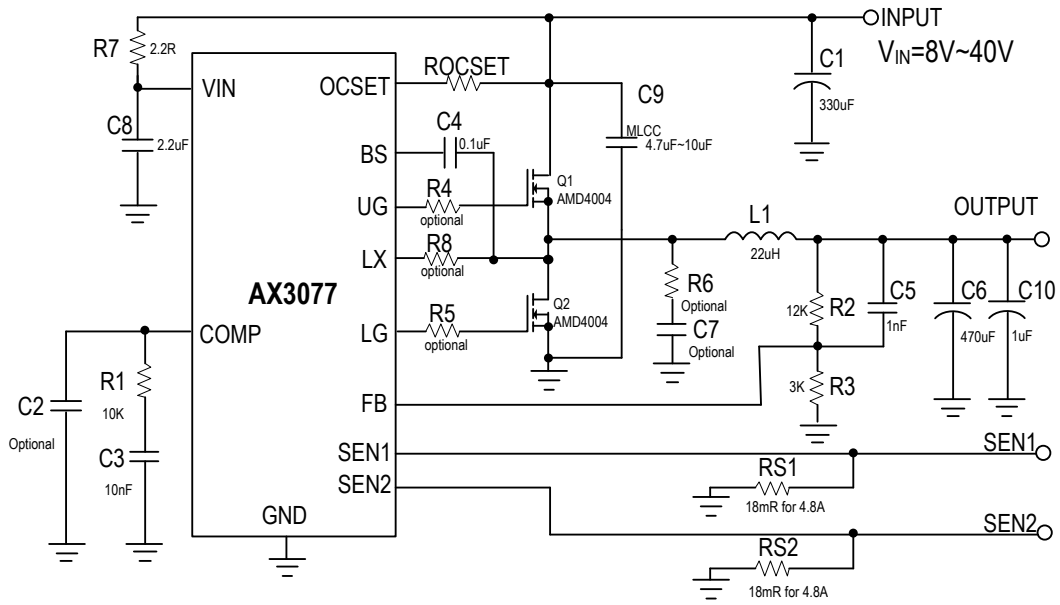 INPUT
V_IN=8V~40V
R7
2.2R
VIN
OCSET
ROCSET
C1
330uF
C9
MLCC
4.7uF~10uF
C8
2.2uF
C4
0.1uF
BS
Q1
AMD4004
R4
optional
UG
OUTPUT
L1
22uH
R8
optional
LX
AX3077
R6
Optional
R2
12K
C5
1nF
C6
470uF
C10
1uF
Q2
AMD4004
R5
optional
LG
C7
Optional
COMP
R1
10K
C2
Optional
C3
10nF
R3
3K
FB
SEN1
SEN1
RS1
18mR for 4.8A
SEN2
GND
SEN2
RS2
18mR for 4.8A